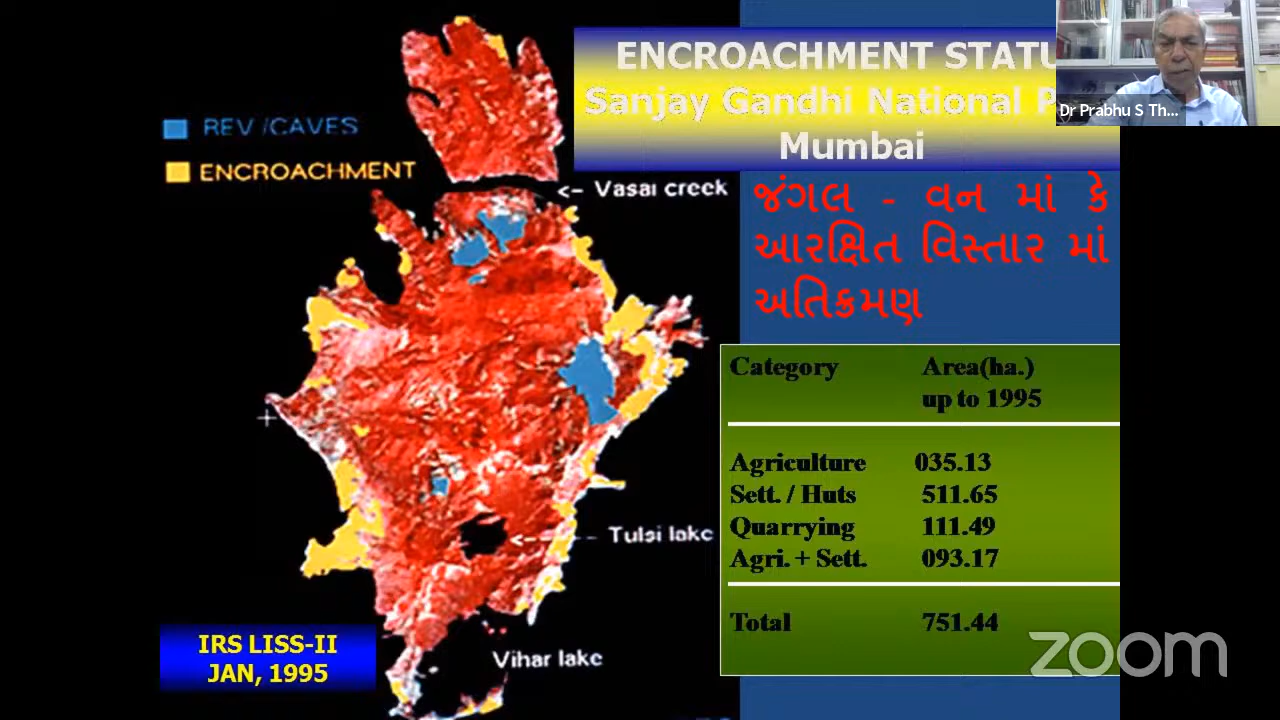 ENCROACHMENT STATU
Sanjay Gandhi National P
Mumbai
Dr Prabhu S Th...
REV /CAVES
ENCROACHMENT
<- Vasai creek
જંગલ - વન માં કે
આરક્ષિત વિસ્તાર માં
અતિક્રમણ
Category Area(ha.)
up to 1995
Agriculture 035.13
Sett. / Huts 511.65
Quarrying 111.49
Agri. + Sett. 093.17
Total 751.44
<--- Tulsi lake
Vihar lake
IRS LISS-II
JAN, 1995
zoom